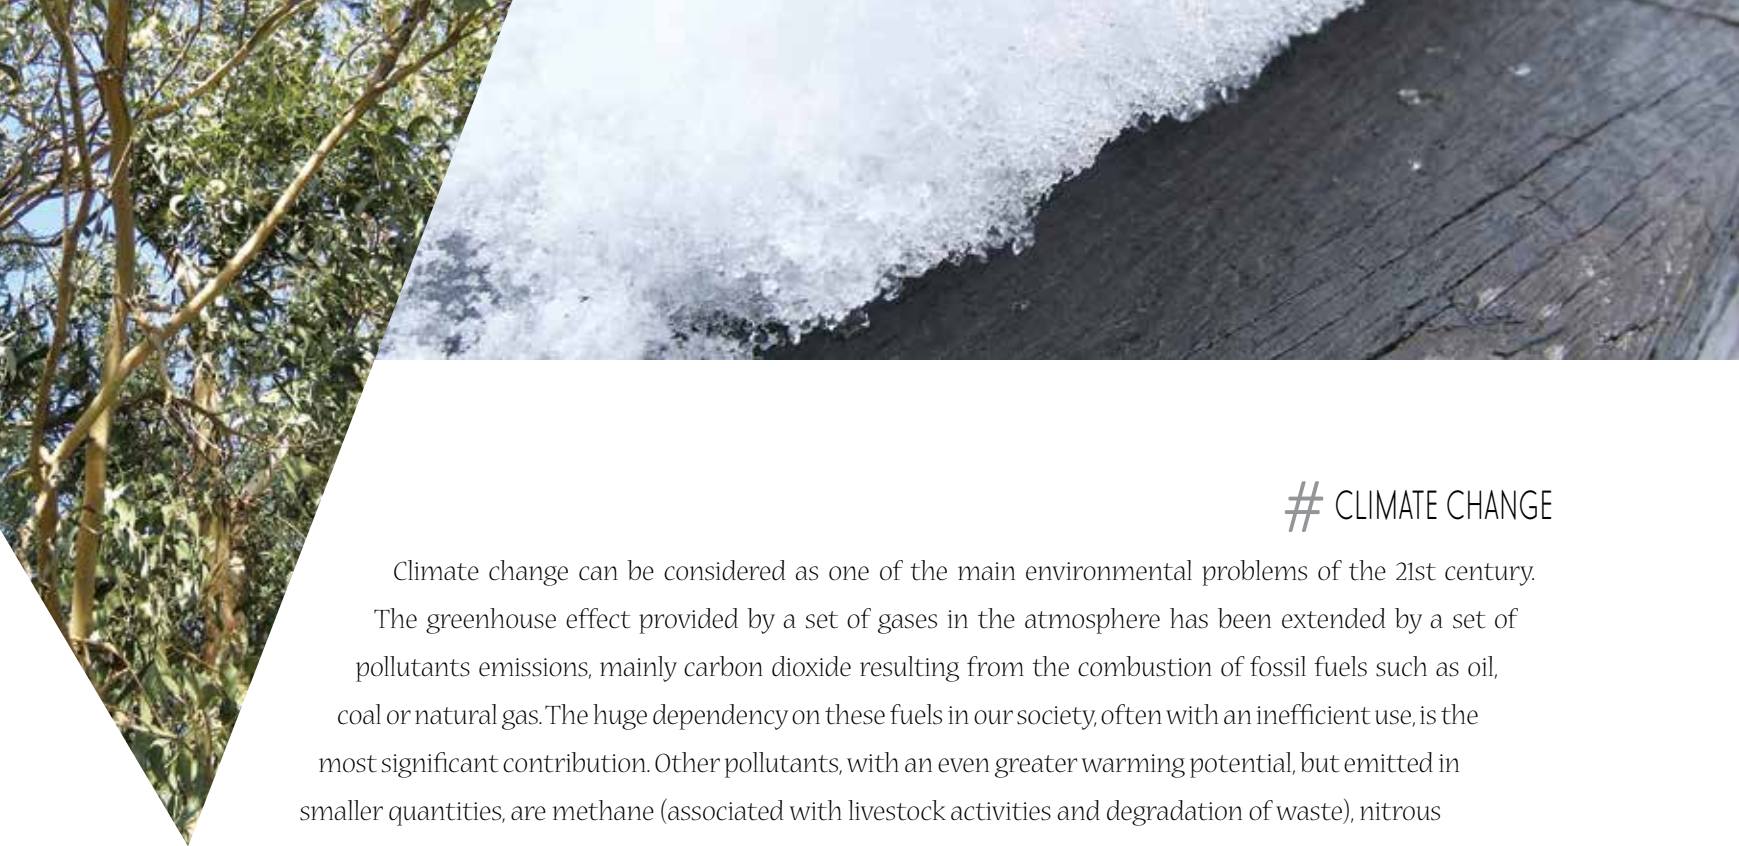 # CLIMATE CHANGE
Climate change can be considered as one of the main environmental problems of the 21st century.
The greenhouse effect provided by a set of gases in the atmosphere has been extended by a set of
pollutants emissions, mainly carbon dioxide resulting from the combustion of fossil fuels such as oil,
coal or natural gas. The huge dependency on these fuels in our society, often with an inefficient use, is the
most significant contribution. Other pollutants, with an even greater warming potential, but emitted in
smaller quantities, are methane (associated with livestock activities and degradation of waste), nitrous